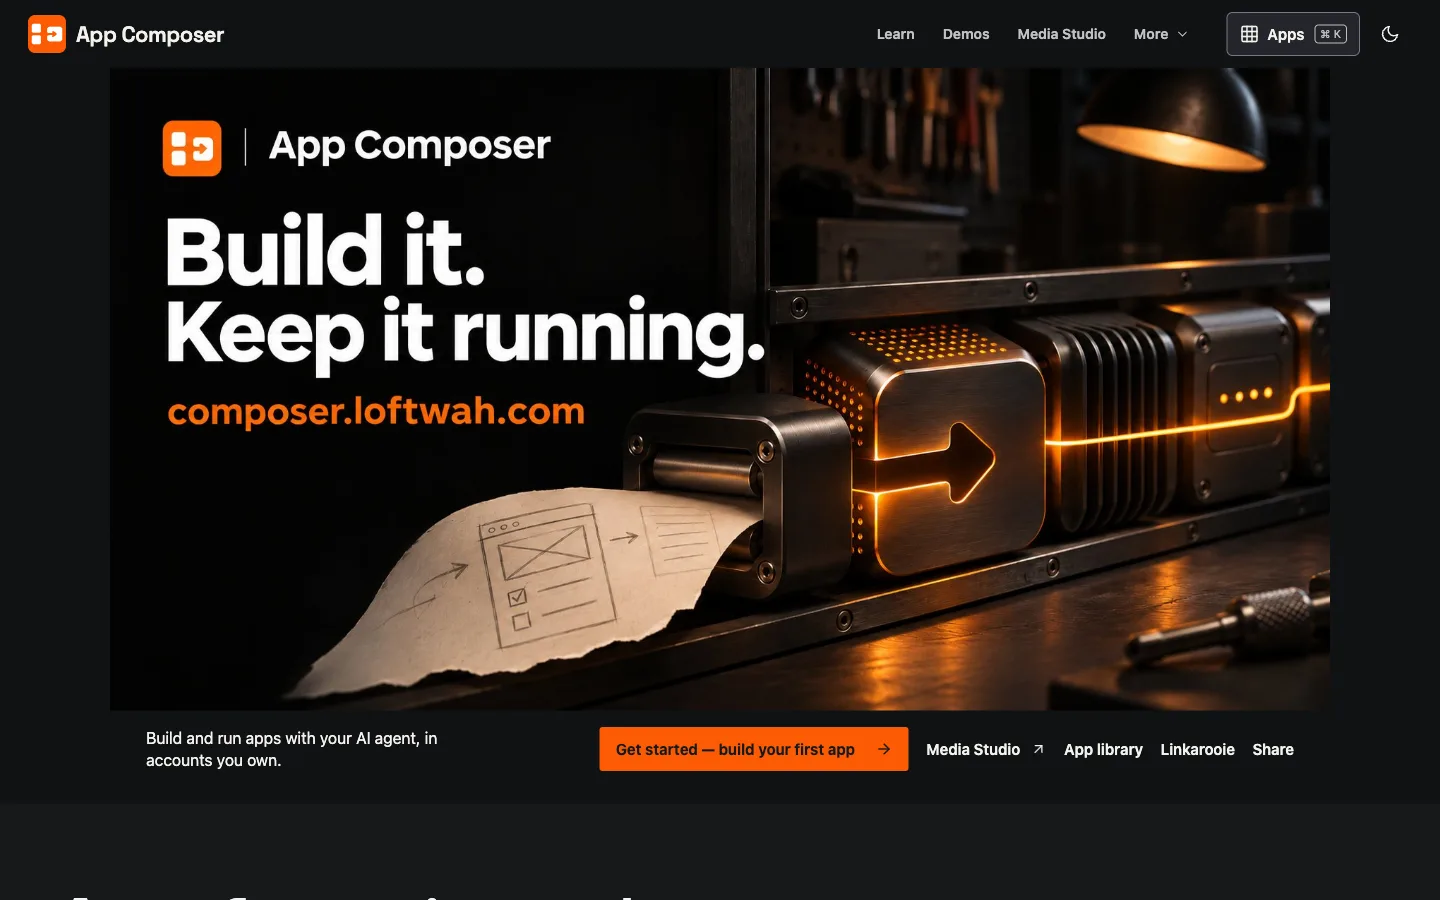 App Composer
Learn
Demos
Media Studio
More
Apps
⌘ K
App Composer
Build it.
Keep it running.
composer.loftwah.com
Build and run apps with your AI agent, in
accounts you own.
Get started — build your first app
Media Studio
App library
Linkarooie
Share